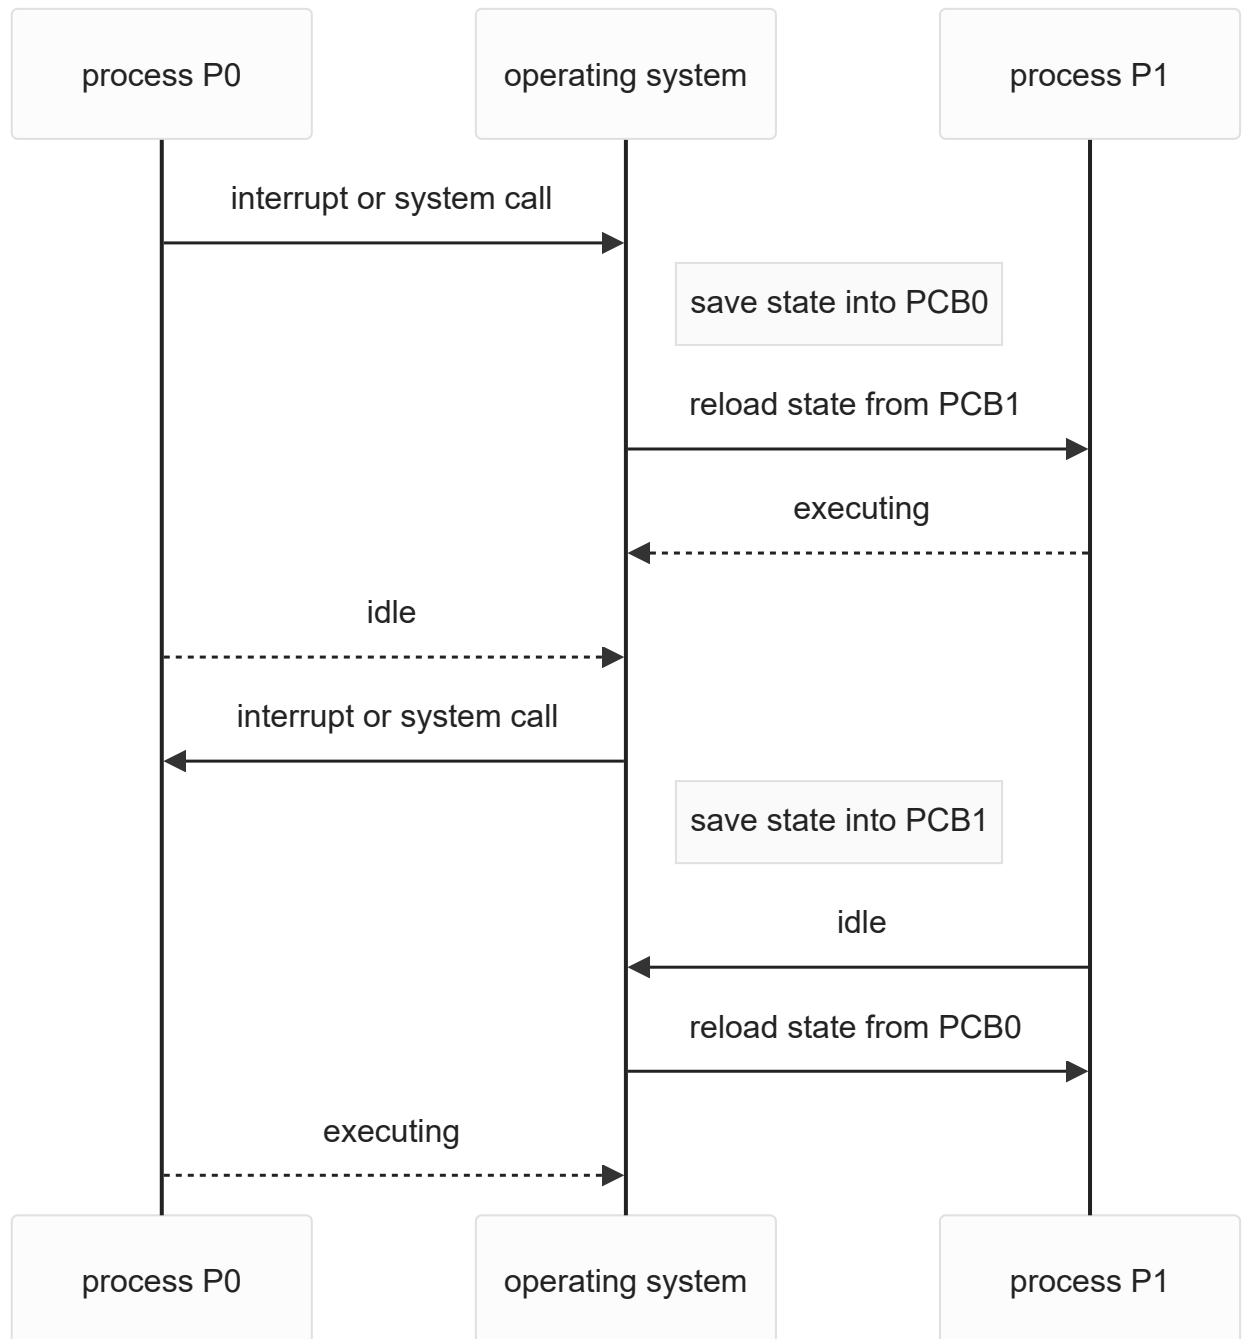 process P0
operating system
process P1
interrupt or system call
save state into PCB0
reload state from PCB1
executing
idle
interrupt or system call
save state into PCB1
idle
reload state from PCB0
executing
process P0
operating system
process P1